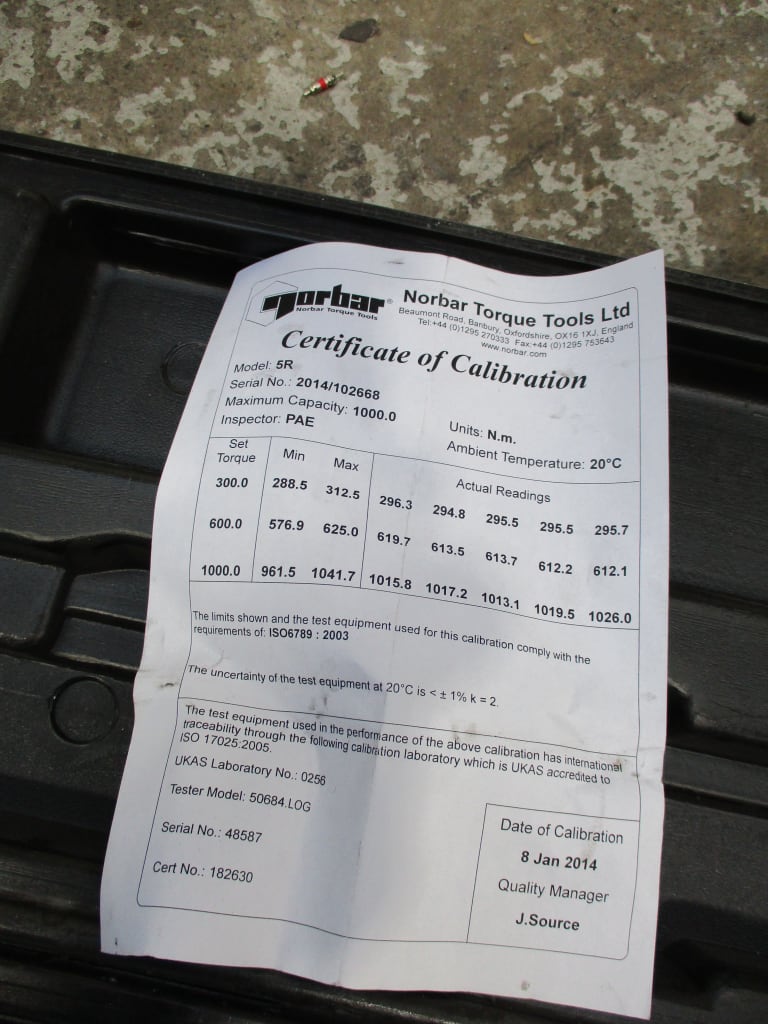 norbar®
Norbar Torque Tools
Norbar Torque Tools Ltd
Beaumont Road, Banbury, Oxfordshire, OX16 1XJ, England
Tel:+44 (0)1295 270333 Fax:+44 (0)1295 753643
www.norbar.com
Certificate of Calibration
Model: 5R
Serial No.: 2014/102668
Maximum Capacity: 1000.0 Units: N.m.
Inspector: PAE Ambient Temperature: 20°C
Set Torque Min Max Actual Readings
300.0 288.5 312.5 296.3 294.8 295.5 295.5 295.7
600.0 576.9 625.0 619.7 613.5 613.7 612.2 612.1
1000.0 961.5 1041.7 1015.8 1017.2 1013.1 1019.5 1026.0
The limits shown and the test equipment used for this calibration comply with the
requirements of: ISO6789 : 2003
The uncertainty of the test equipment at 20°C is < ± 1% k = 2.
The test equipment used in the performance of the above calibration has international
traceability through the following calibration laboratory which is UKAS accredited to
ISO 17025:2005.
UKAS Laboratory No.: 0256
Tester Model: 50684.LOG
Serial No.: 48587
Cert No.: 182630
Date of Calibration
8 Jan 2014
Quality Manager
J.Source